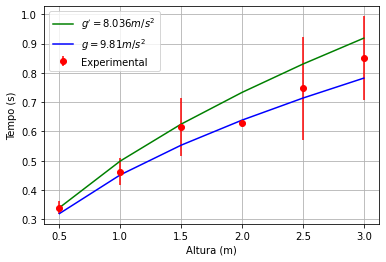 g' = 8.036m/s²
g = 9.81m/s²
Experimental
1.0
0.9
0.8
0.7
0.6
0.5
0.4
0.3
Tempo (s)
0.5 1.0 1.5 2.0 2.5 3.0
Altura (m)